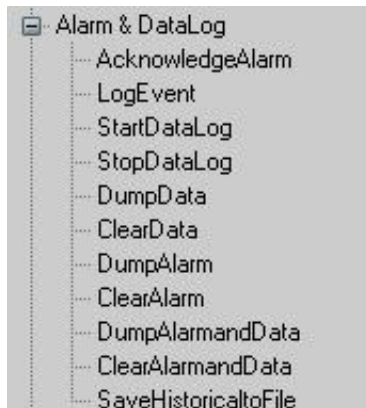 Alarm & DataLog
AcknowledgeAlarm
LogEvent
StartDataLog
StopDataLog
DumpData
ClearData
DumpAlarm
ClearAlarm
DumpAlarmandData
ClearAlarmandData
SaveHistoricaltoFile